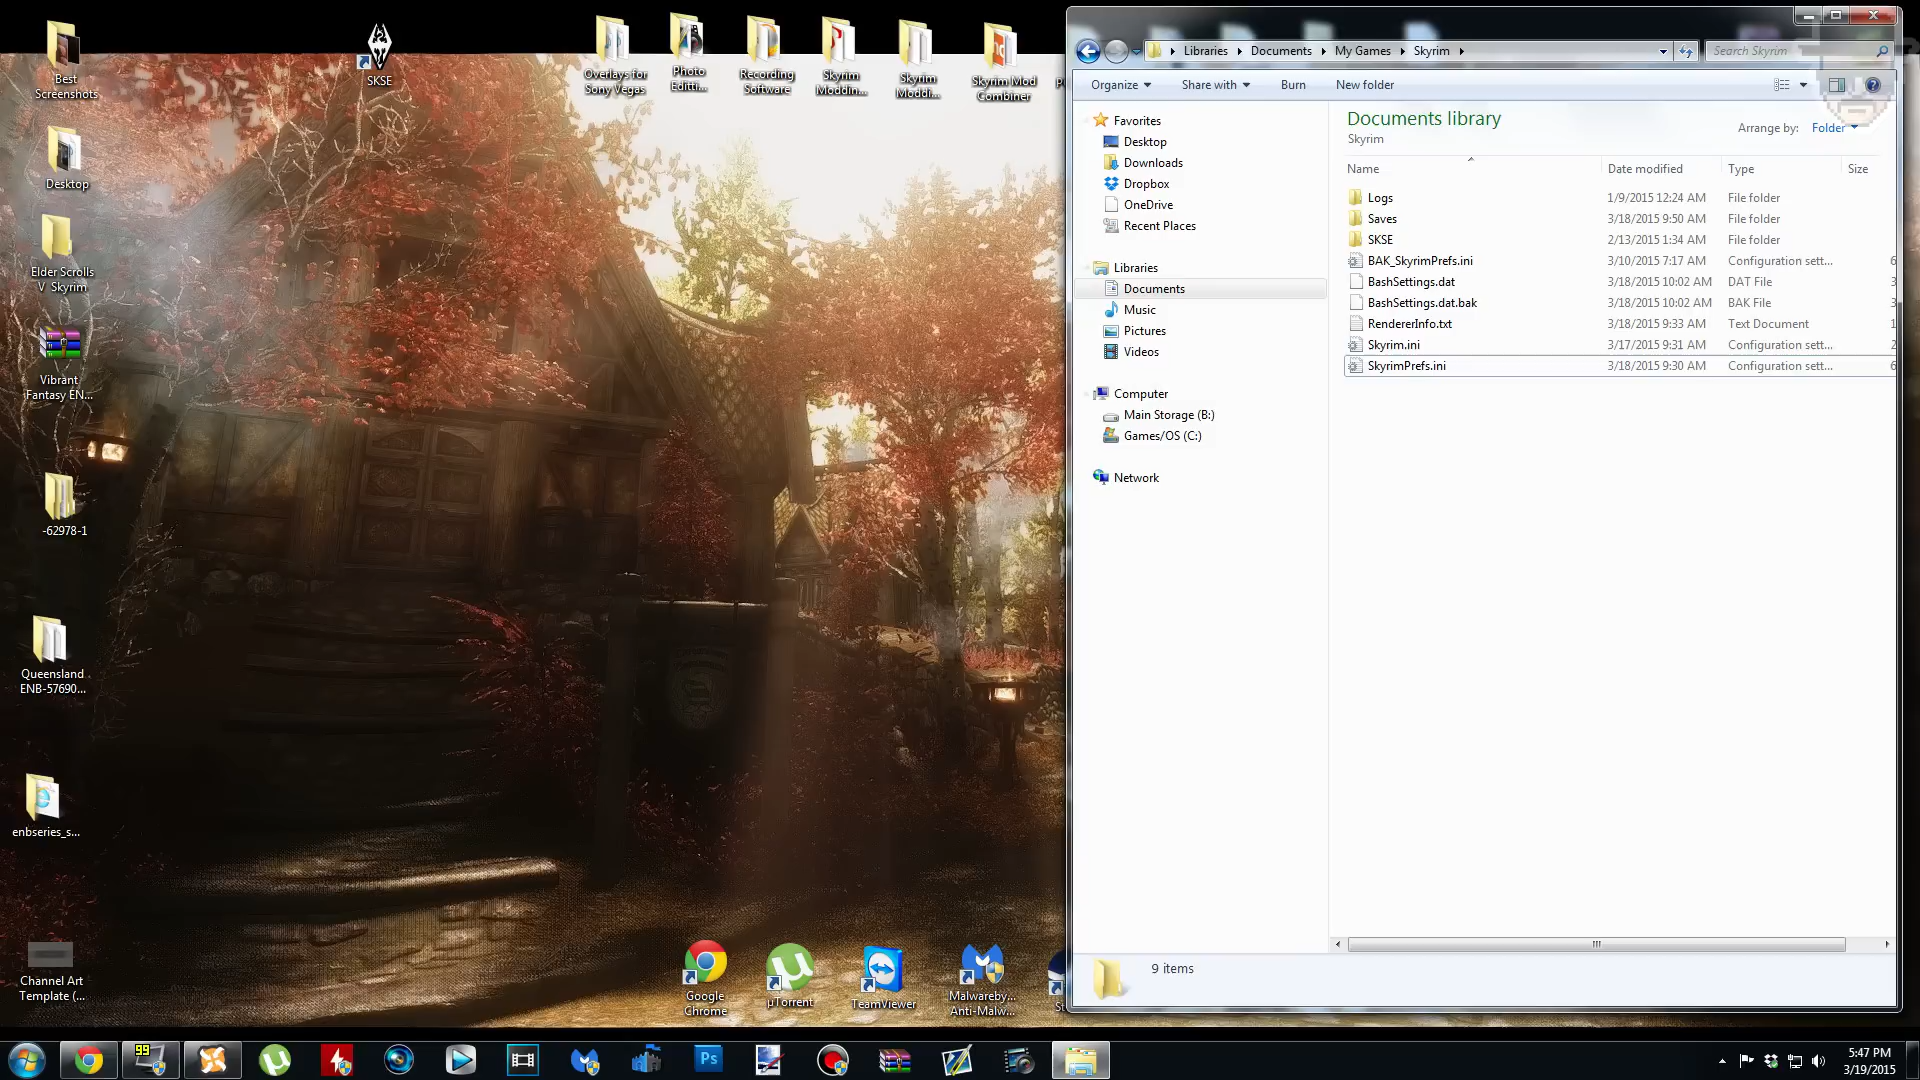 Best
Screenshots
SKSE
Overlays for
Sony Vegas
Photo
Editi...
Recording
Software
Skyrim
Moddin...
Skyrim
Moddi...
Skyrim Mod
Combiner
Desktop
Elder Scrolls
V Skyrim
Vibrant
Fantasy EN...
-62978-1
Queensland
ENB-57690...
enbseries_s...
Channel Art
Template (...
Google
Chrome
µTorrent
TeamViewer
Malwareby...
Anti-Malw...
Libraries
Documents
My Games
Skyrim
Search Skyrim
Organize
Share with
Burn
New folder
Favorites
Desktop
Downloads
Dropbox
OneDrive
Recent Places
Libraries
Documents
Music
Pictures
Videos
Computer
Main Storage (B:)
Games/OS (C:)
Network
Documents library
Skyrim
Arrange by: Folder
Name Date modified Type Size
Logs 1/9/2015 12:24 AM File folder
Saves 3/18/2015 9:50 AM File folder
SKSE 2/13/2015 1:34 AM File folder
BAK_SkyrimPrefs.ini 3/10/2015 7:17 AM Configuration sett... 6
BashSettings.dat 3/18/2015 10:02 AM DAT File 3
BashSettings.dat.bak 3/18/2015 10:02 AM BAK File 3
RendererInfo.txt 3/18/2015 9:33 AM Text Document 1
Skyrim.ini 3/17/2015 9:31 AM Configuration sett... 2
SkyrimPrefs.ini 3/18/2015 9:30 AM Configuration sett... 6
9 items
99
Ps
5:47 PM
3/19/2015